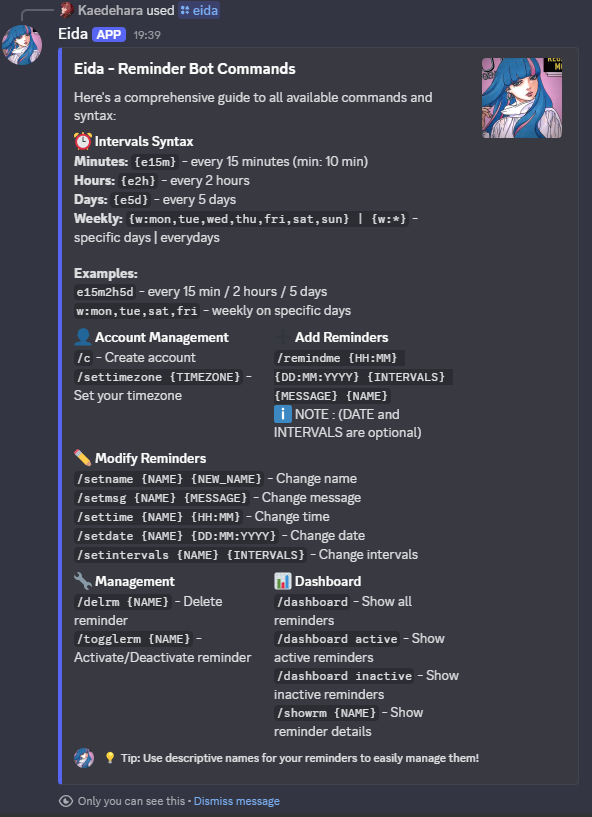 Kaedehara used eida
Eida APP 19:39
Eida - Reminder Bot Commands
Here's a comprehensive guide to all available commands and
syntax:
⏰ Intervals Syntax
Minutes: {e15m} - every 15 minutes (min: 10 min)
Hours: {e2h} - every 2 hours
Days: {e5d} - every 5 days
Weekly: {w:mon,tue,wed,thu,fri,sat,sun} | {w:*} -
specific days | everydays
Examples:
e15m2h5d - every 15 min / 2 hours / 5 days
w:mon,tue,sat,fri - weekly on specific days
👤 Account Management
/c - Create account
/settimezone {TIMEZONE} -
Set your timezone
➕ Add Reminders
/remindme {HH:MM}
{DD:MM:YYYY} {INTERVALS}
{MESSAGE} {NAME}
ℹ️ NOTE : (DATE and
INTERVALS are optional)
✏️ Modify Reminders
/setname {NAME} {NEW_NAME} - Change name
/setmsg {NAME} {MESSAGE} - Change message
/settime {NAME} {HH:MM} - Change time
/setdate {NAME} {DD:MM:YYYY} - Change date
/setintervals {NAME} {INTERVALS} - Change intervals
🔧 Management
/delrm {NAME} - Delete
reminder
/togglerm {NAME} -
Activate/Deactivate reminder
📊 Dashboard
/dashboard - Show all
reminders
/dashboard active - Show
active reminders
/dashboard inactive - Show
inactive reminders
/showrm {NAME} - Show
reminder details
💡 Tip: Use descriptive names for your reminders to easily manage them!
Only you can see this • Dismiss message